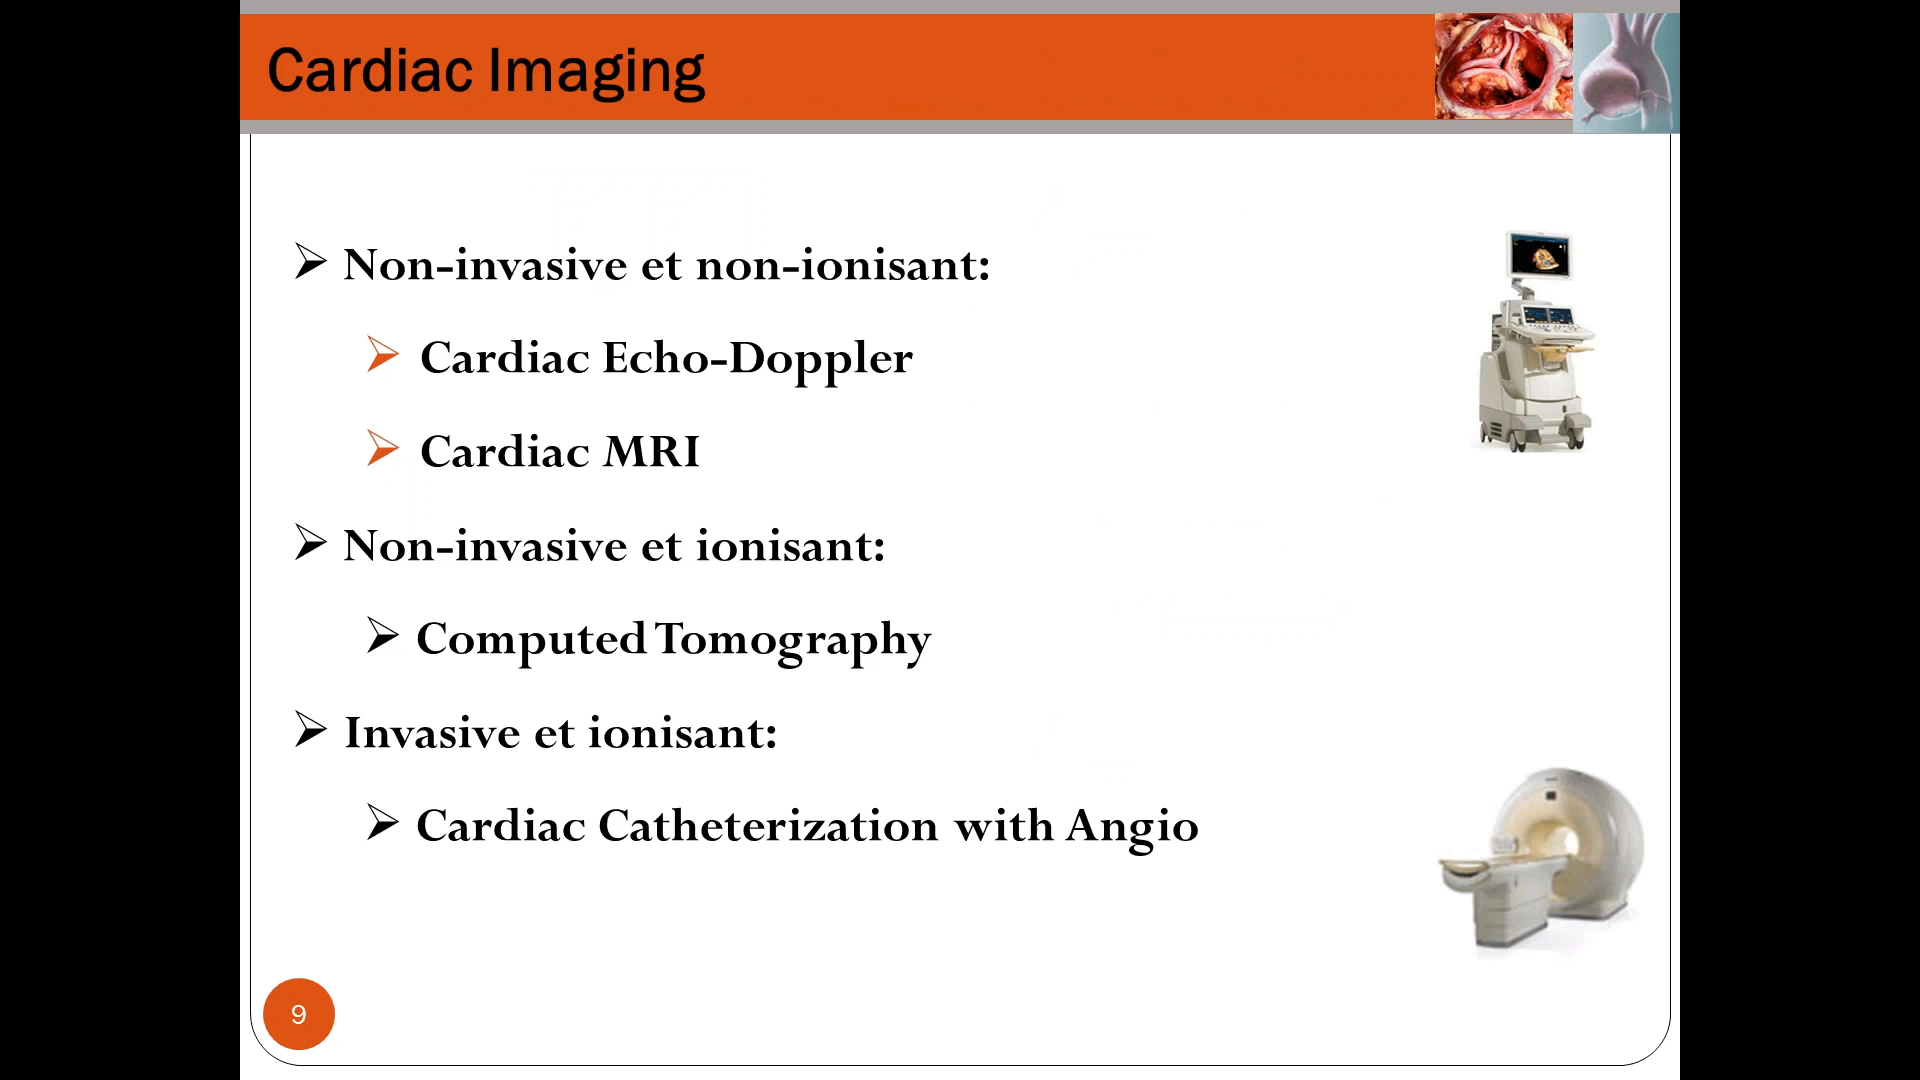 Cardiac Imaging
Non-invasive et non-ionisant:
Cardiac Echo-Doppler
Cardiac MRI
Non-invasive et ionisant:
Computed Tomography
Invasive et ionisant:
Cardiac Catheterization with Angio
9